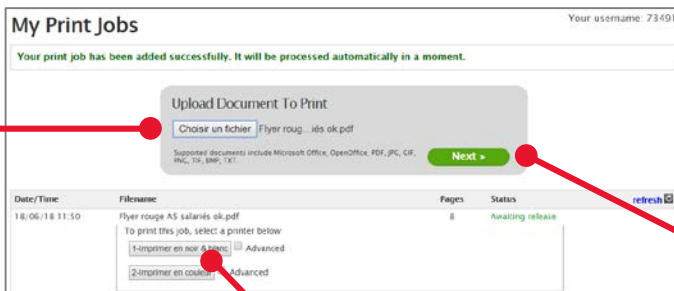 My Print Jobs
Your username: 73491
Your print job has been added successfully. It will be processed automatically in a moment.
Upload Document To Print
Choisir un fichier Flyer roug...iés ok.pdf
Supported documents include Microsoft Office, OpenOffice, PDF, JPG, GIF,
PNG, TIF, BMP, TXT.
Next »
Date/Time Filename Pages Status refresh
18/06/18 11:50 Flyer rouge A5 salariés ok.pdf 8 Awaiting release
To print this job, select a printer below
1-Imprimer en noir & blanc Advanced
2-Imprimer en couleur Advanced